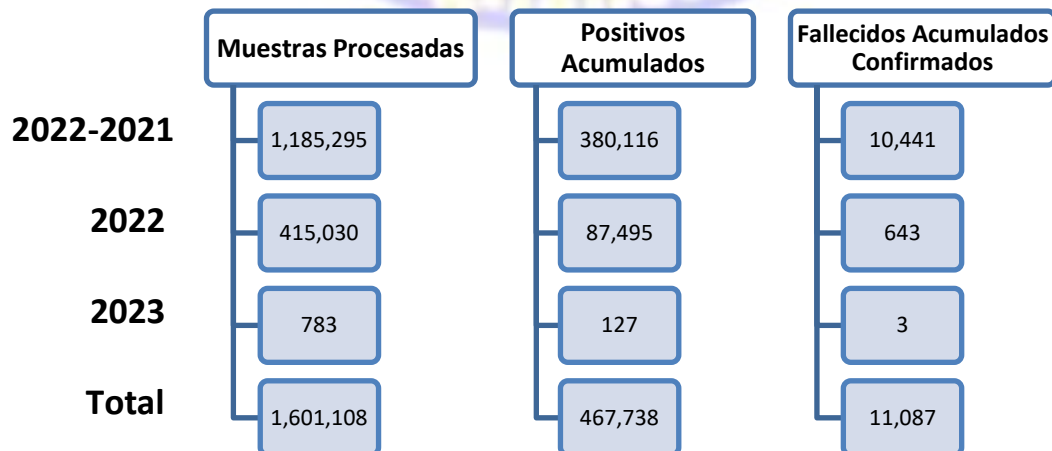 Muestras Procesadas
Positivos
Acumulados
Fallecidos Acumulados
Confirmados
2022-2021
1,185,295
380,116
10,441
2022
415,030
87,495
643
2023
783
127
3
Total
1,601,108
467,738
11,087